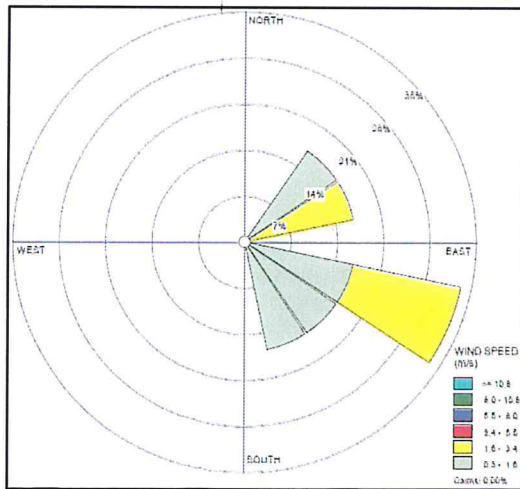 NORTH
35%
28%
21%
14%
7%
WEST
EAST
SOUTH
WIND SPEED
(m/s)
>= 10.8
8.0 - 10.8
5.5 - 8.0
3.4 - 5.5
1.6 - 3.4
0.3 - 1.6
Calms: 0.00%